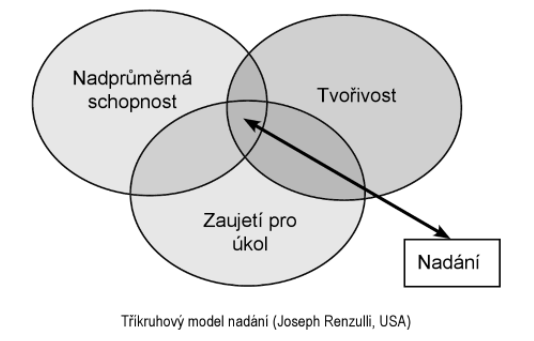 Nadprůměrná
schopnost
Tvořivost
Zaujetí pro
úkol
Nadání
Tříkruhový model nadání (Joseph Renzulli, USA)